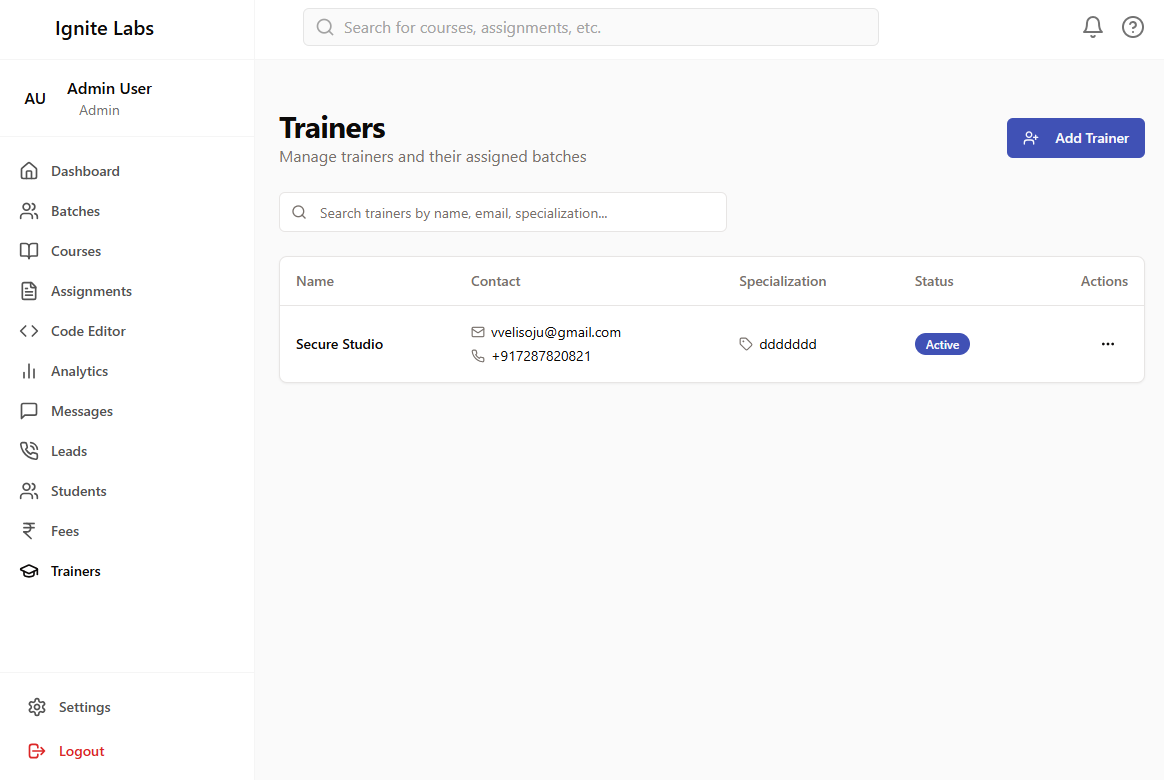 Ignite Labs
Search for courses, assignments, etc.
AU
Admin User
Admin
Dashboard
Batches
Courses
Assignments
Code Editor
Analytics
Messages
Leads
Students
Fees
Trainers
Settings
Logout
Trainers
Manage trainers and their assigned batches
Add Trainer
Search trainers by name, email, specialization...
Name Contact Specialization Status Actions
Secure Studio vvelisoju@gmail.com +917287820821 ddddddd Active